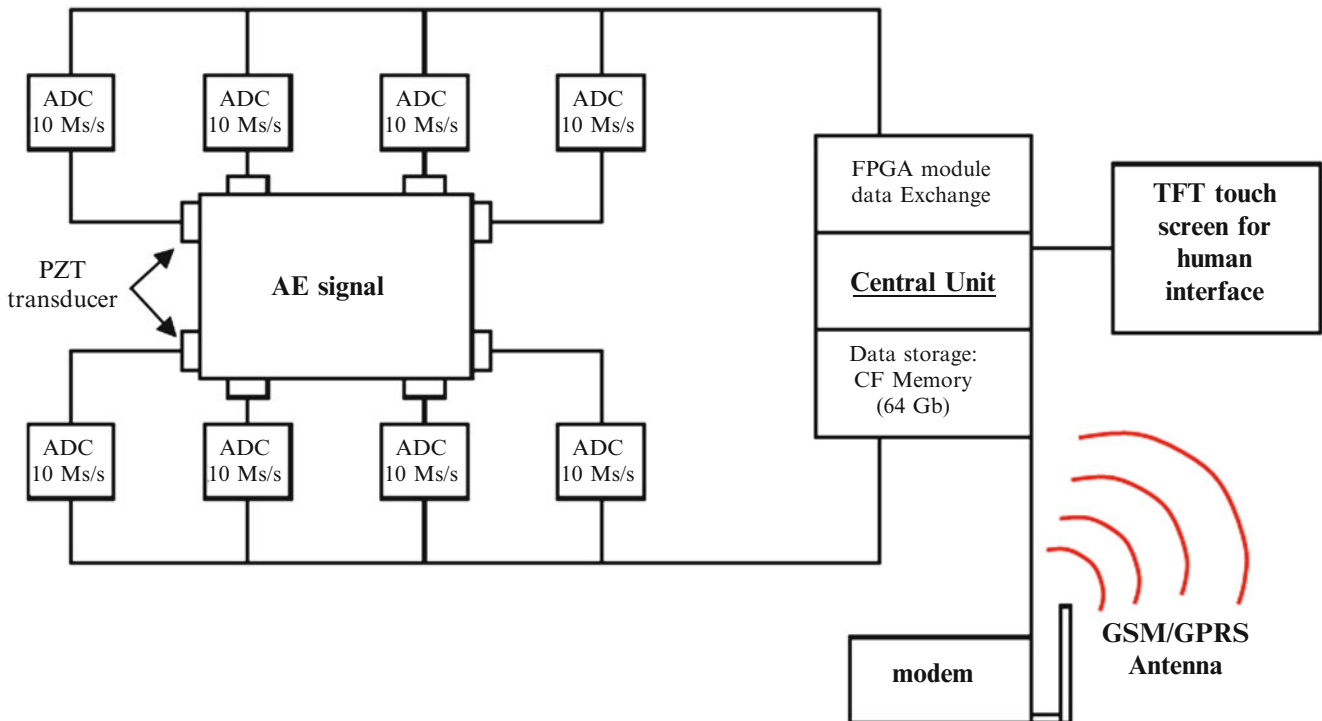 ADC
10 Ms/s
ADC
10 Ms/s
ADC
10 Ms/s
ADC
10 Ms/s
FPGA module
data Exchange
TFT touch
screen for
human
interface
PZT
transducer
AE signal
Central Unit
Data storage:
CF Memory
(64 Gb)
ADC
10 Ms/s
ADC
10 Ms/s
ADC
10 Ms/s
ADC
10 Ms/s
GSM/GPRS
Antenna
modem